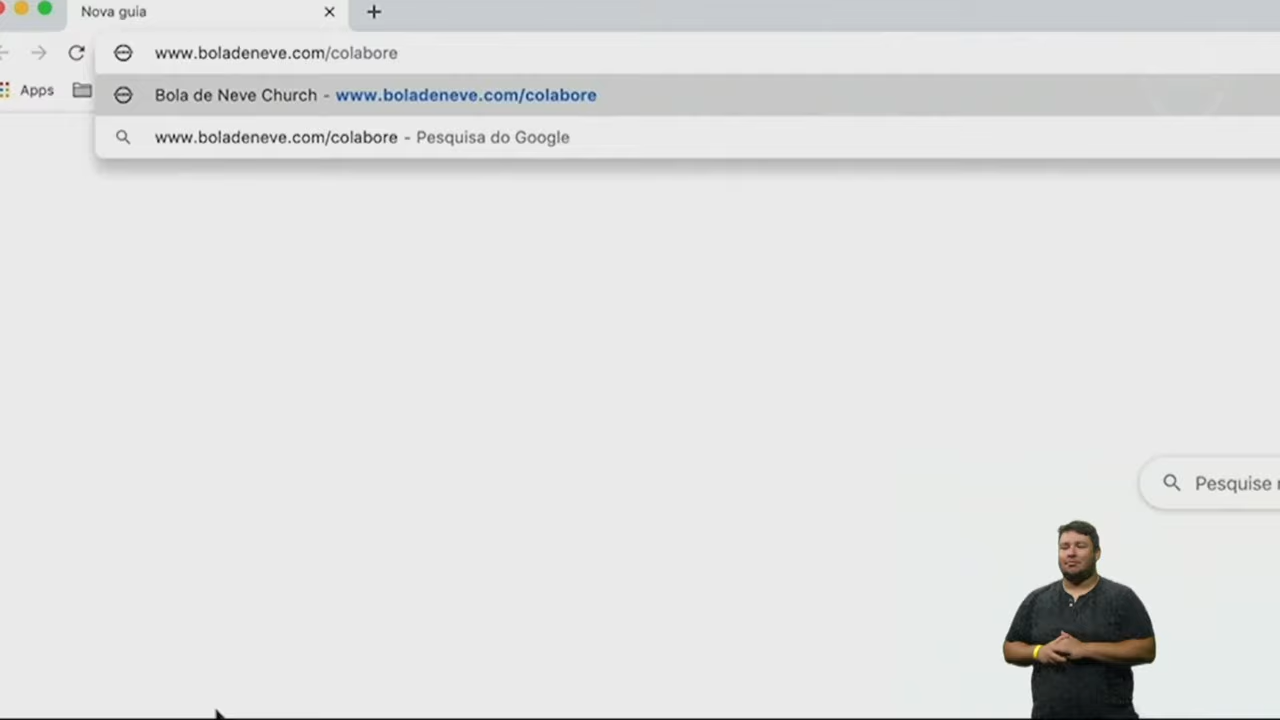 Nova guia
www.boladeneve.com/colabore
Bola de Neve Church - www.boladeneve.com/colabore
Apps
www.boladeneve.com/colabore - Pesquisa do Google
Pesquise